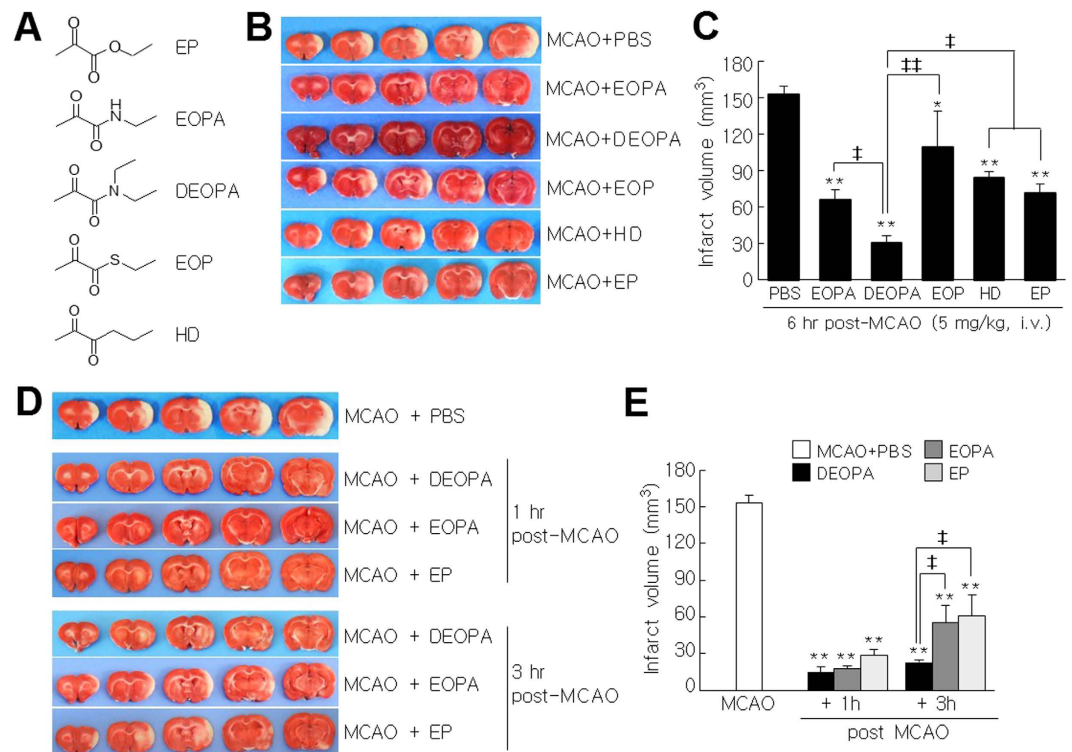 A
EP
EOPA
DEOPA
EOP
HD
O
O
O
O
H
N
O
O
N
O
O
S
O
O
O
B
MCAO+PBS
MCAO+EOPA
MCAO+DEOPA
MCAO+EOP
MCAO+HD
MCAO+EP
C
Infarct volume (mm³)
180
150
120
90
60
30
0
‡
‡‡
‡
*
**
**
**
**
PBS EOPA DEOPA EOP HD EP
6 hr post-MCAO (5 mg/kg, i.v.)
D
MCAO + PBS
MCAO + DEOPA
MCAO + EOPA
MCAO + EP
1 hr
post-MCAO
MCAO + DEOPA
MCAO + EOPA
MCAO + EP
3 hr
post-MCAO
E
MCAO+PBS
DEOPA
EOPA
EP
Infarct volume (mm³)
180
150
120
90
60
30
0
‡
‡
** ** **
** ** **
MCAO + 1h + 3h
post MCAO